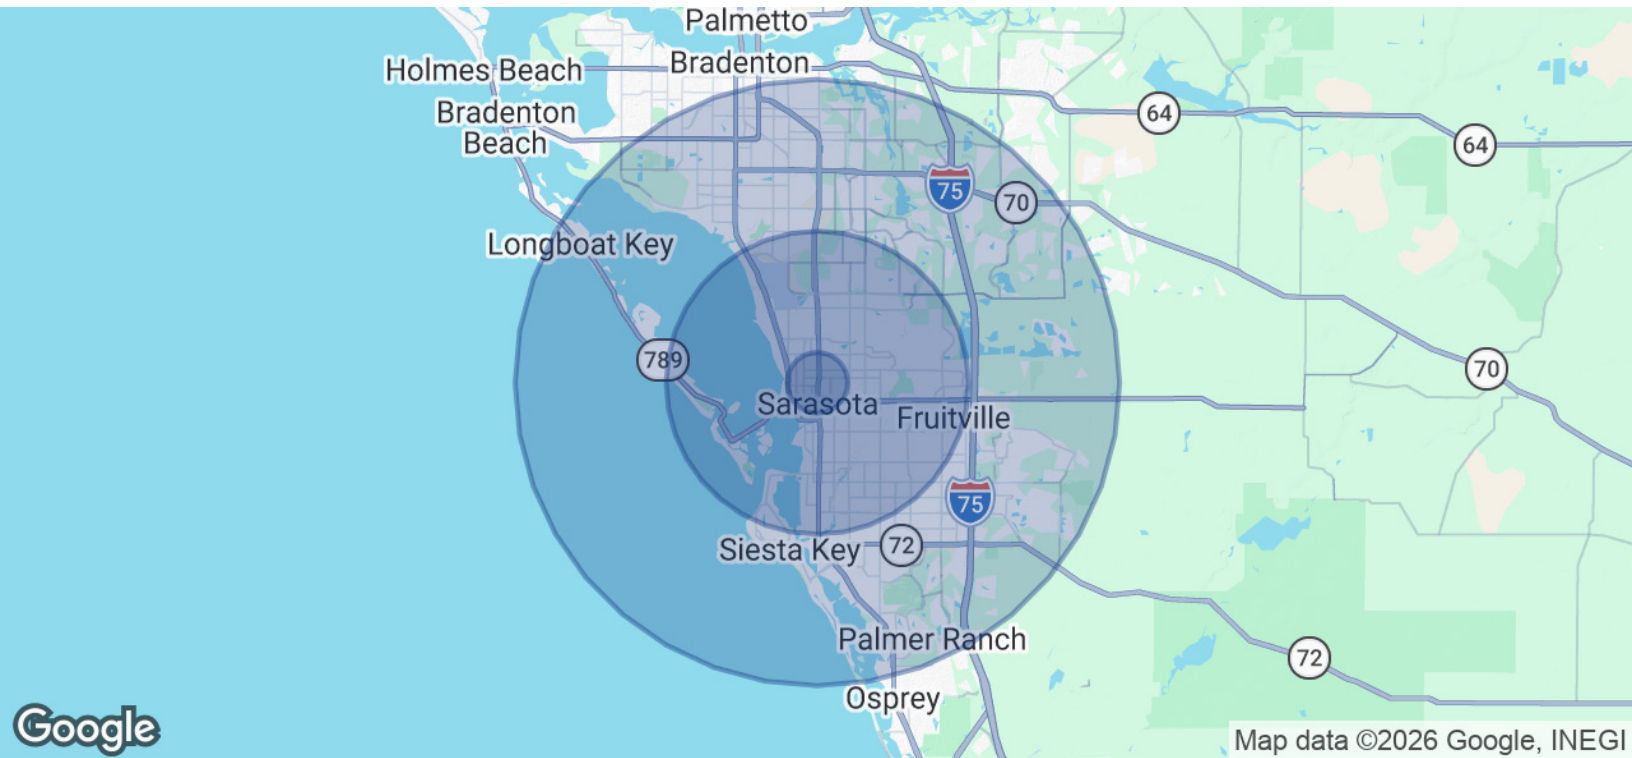 Palmetto
Bradenton
Holmes Beach
Bradenton
Beach
64
64
75
70
Longboat Key
789
70
Sarasota
Fruitville
75
Siesta Key
72
Palmer Ranch
72
Osprey
Google
Map data ©2026 Google, INEGI